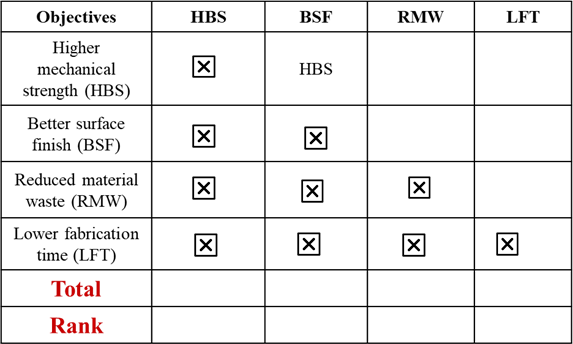 Objectives HBS BSF RMW LFT
Higher
mechanical HBS
strength (HBS)
Better surface
finish (BSF)
Reduced material
waste (RMW)
Lower fabrication
time (LFT)
Total
Rank